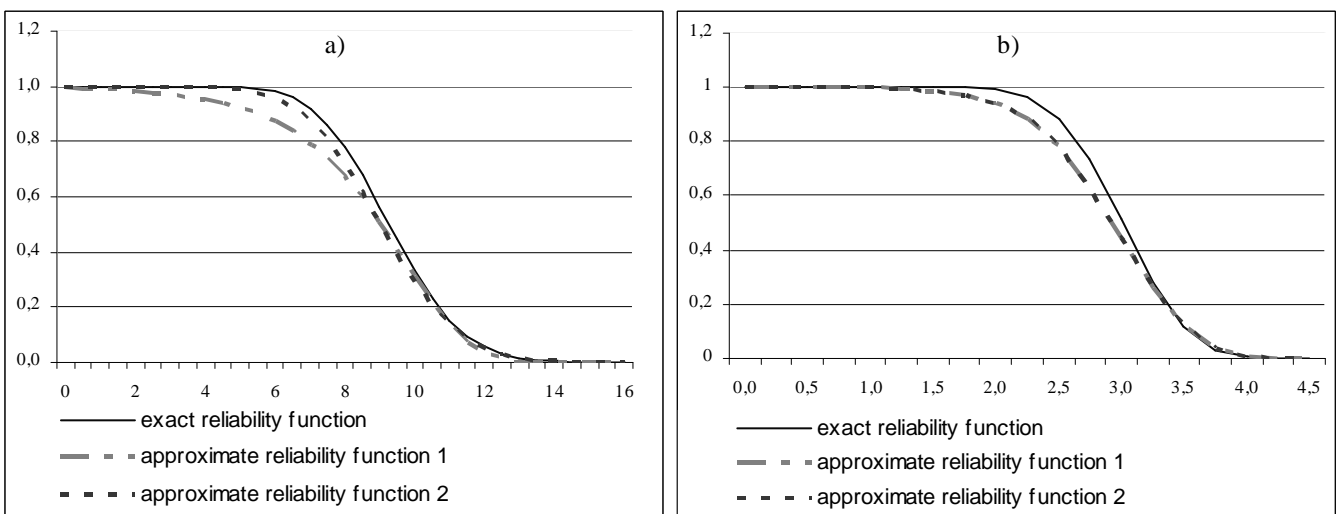 a)
1,2
1,0
0,8
0,6
0,4
0,2
0,0
0 2 4 6 8 10 12 14 16
exact reliability function
approximate reliability function 1
approximate reliability function 2
b)
1,2
1
0,8
0,6
0,4
0,2
0
0,0 0,5 1,0 1,5 2,0 2,5 3,0 3,5 4,0 4,5
exact reliability function
approximate reliability function 1
approximate reliability function 2